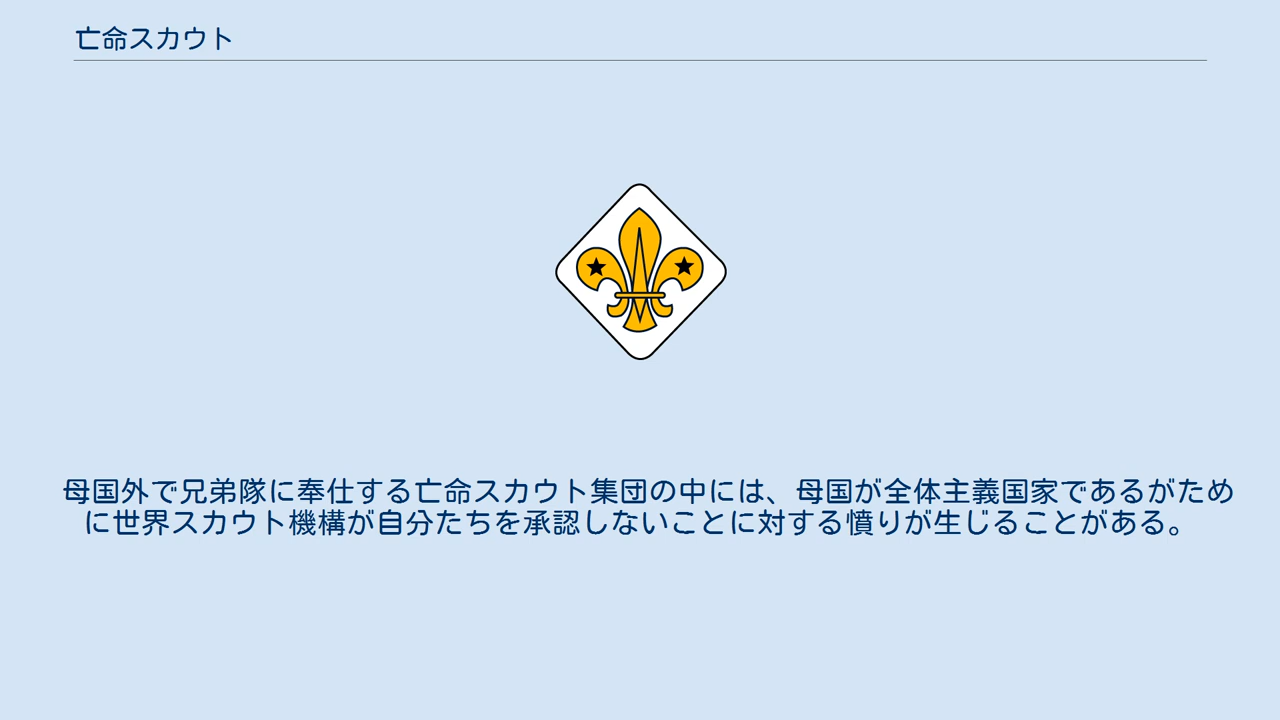 亡命スカウト
母国外で兄弟隊に奉仕する亡命スカウト集団の中には、母国が全体主義国家であるがため
に世界スカウト機構が自分たちを承認しないことに対する憤りが生じることがある。